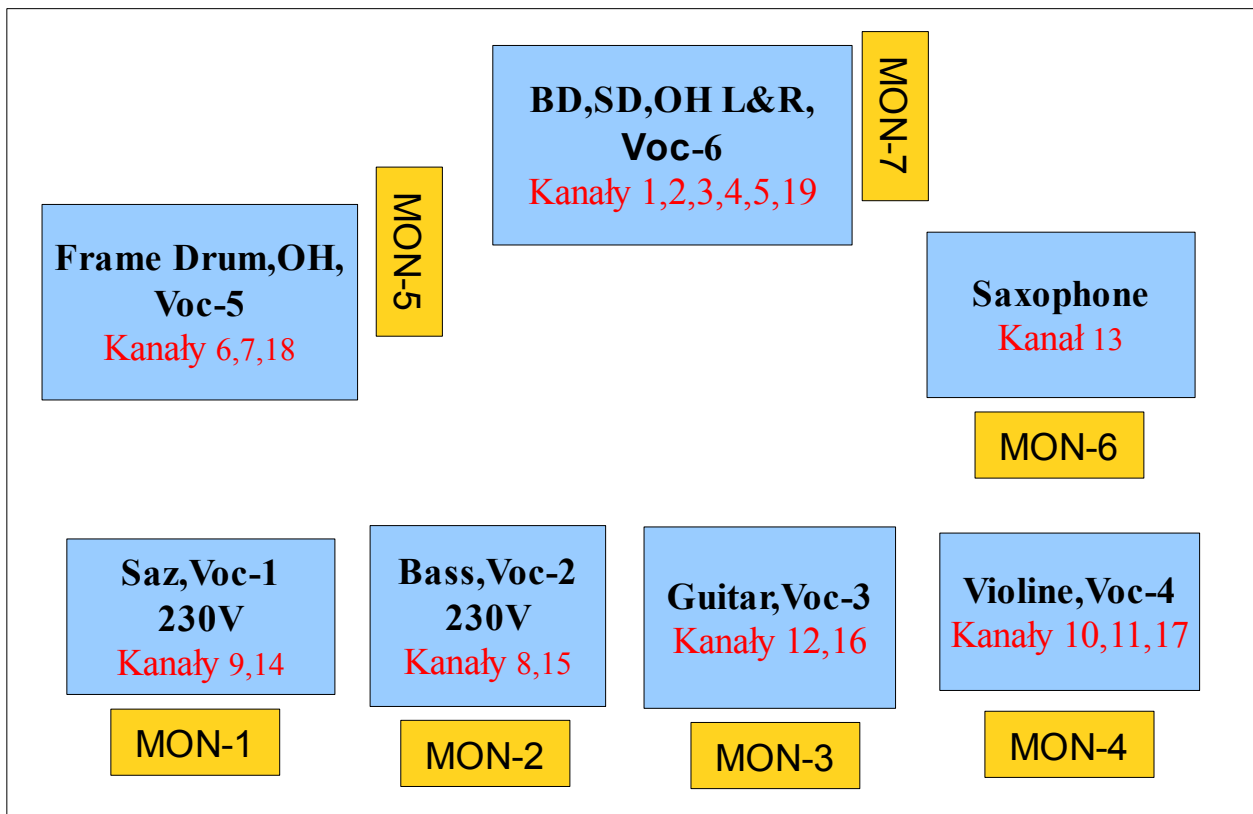 BD,SD,OH L&R,
Voc-6
Kanały 1,2,3,4,5,19
MON-7
Frame Drum,OH,
Voc-5
Kanały 6,7,18
MON-5
Saxophone
Kanał 13
MON-6
Saz,Voc-1
230V
Kanały 9,14
MON-1
Bass,Voc-2
230V
Kanały 8,15
MON-2
Guitar,Voc-3
Kanały 12,16
MON-3
Violine,Voc-4
Kanały 10,11,17
MON-4